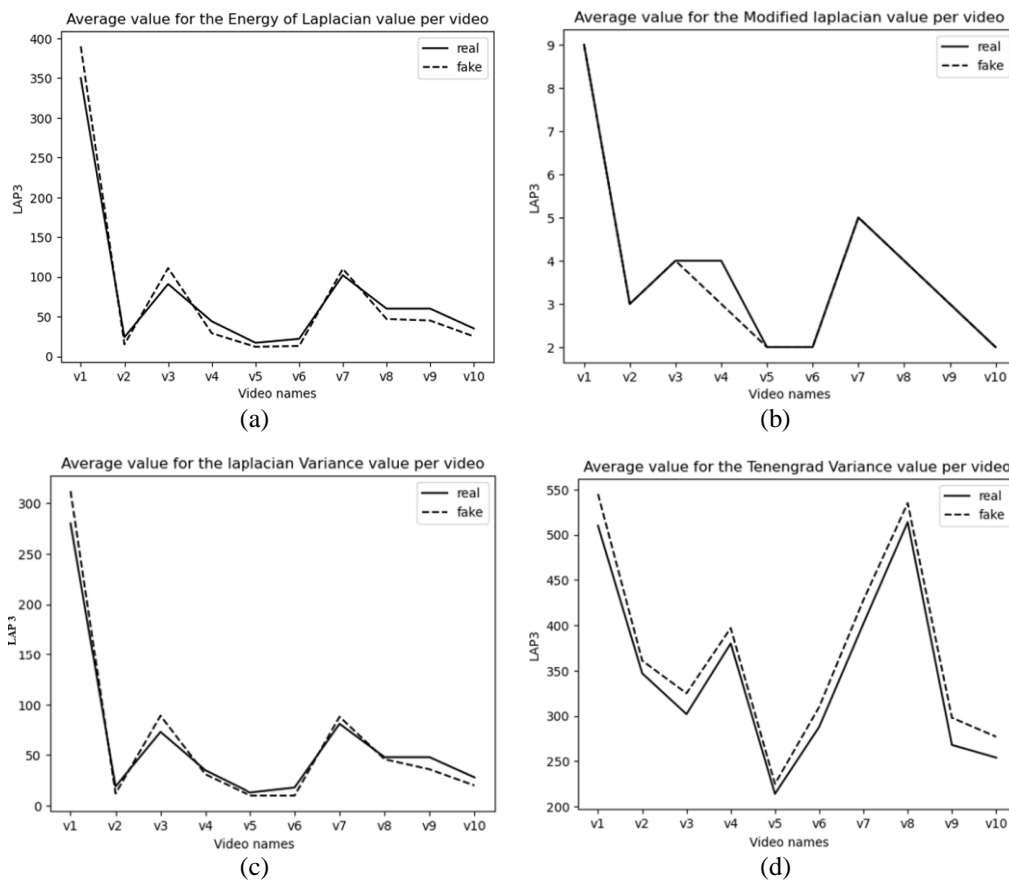 Average value for the Energy of Laplacian value per video
400
350
300
250
200
150
100
50
0
LAP3
real
fake
v1 v2 v3 v4 v5 v6 v7 v8 v9 v10
Video names
(a)
Average value for the Modified laplacian value per video
9
8
7
6
5
4
3
2
LAP3
real
fake
v1 v2 v3 v4 v5 v6 v7 v8 v9 v10
Video names
(b)
Average value for the laplacian Variance value per video
300
250
200
150
100
50
0
LAP3
real
fake
v1 v2 v3 v4 v5 v6 v7 v8 v9 v10
Video names
(c)
Average value for the Tenengrad Variance value per video
550
500
450
400
350
300
250
200
LAP3
real
fake
v1 v2 v3 v4 v5 v6 v7 v8 v9 v10
Video names
(d)